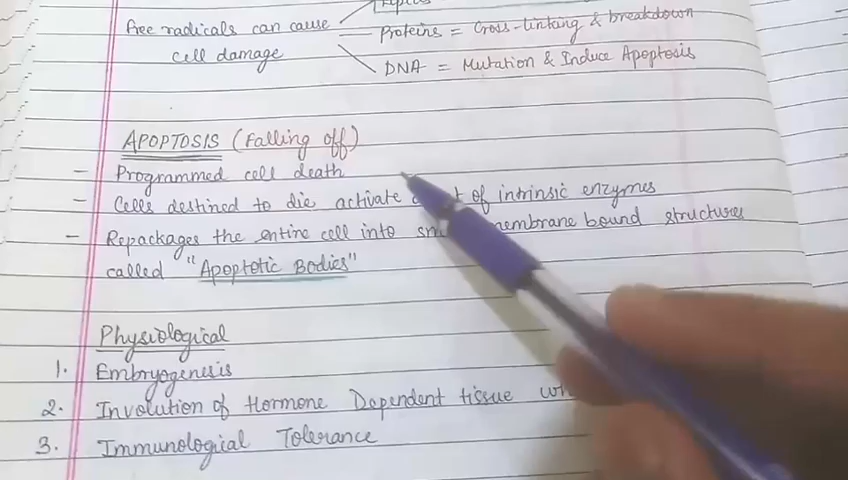 Free radicals can cause
cell damage
Proteins = Cross-linking & breakdown
DNA = Mutation & Induce Apoptosis
APOPTOSIS (Falling off)
- Programmed cell death
- Cells destined to die activate of intrinsic enzymes
- Repackages the entire cell into membrane bound structures
called "Apoptotic Bodies"
Physiological
1. Embryogenesis
2. Involution of Hormone Dependent tissue
3. Immunological Tolerance